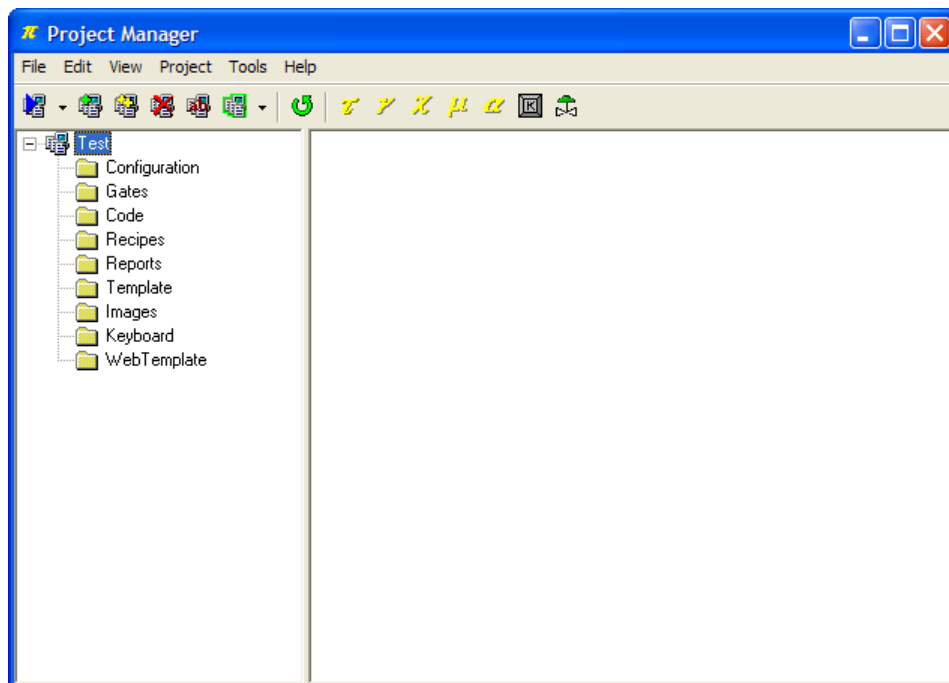 π Project Manager
File Edit View Project Tools Help
τ γ χ μ α K
Test
Configuration
Gates
Code
Recipes
Reports
Template
Images
Keyboard
WebTemplate